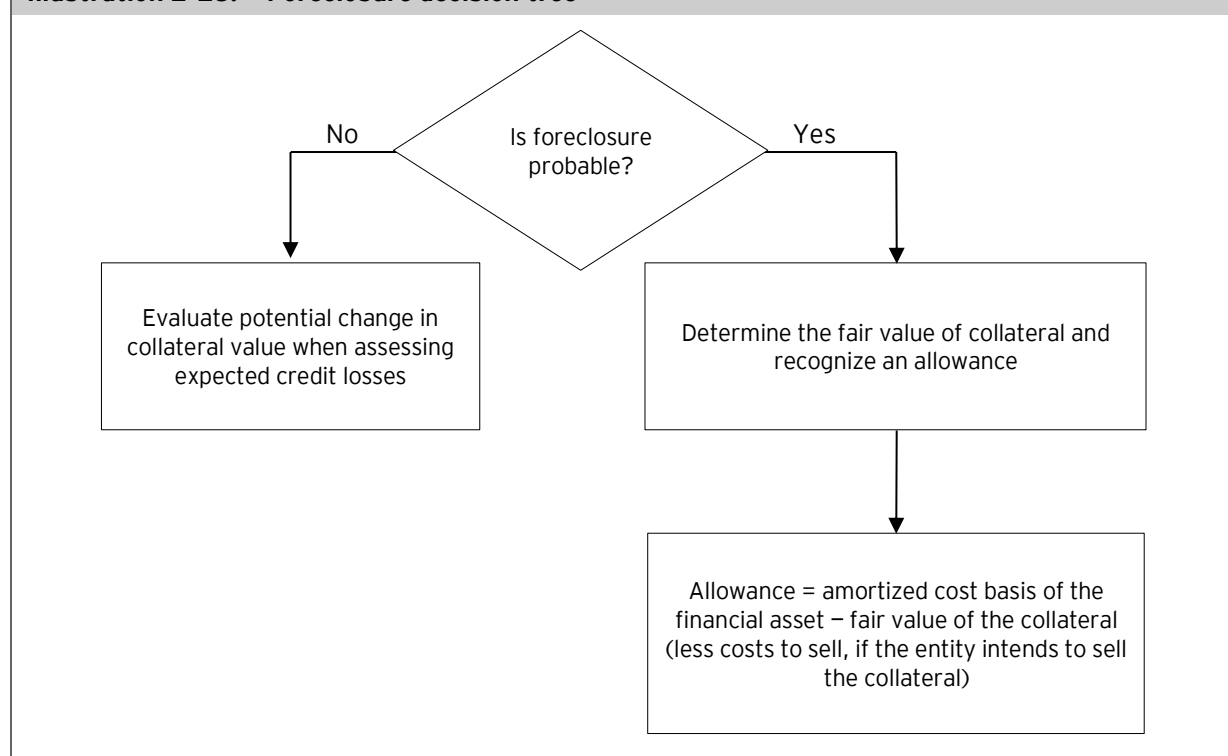 Illustration Foreclosure decision tree
Is foreclosure
probable?
No
Yes
Evaluate potential change in
collateral value when assessing
expected credit losses
Determine the fair value of collateral and
recognize an allowance
Allowance = amortized cost basis of the
financial asset – fair value of the collateral
(less costs to sell, if the entity intends to sell
the collateral)